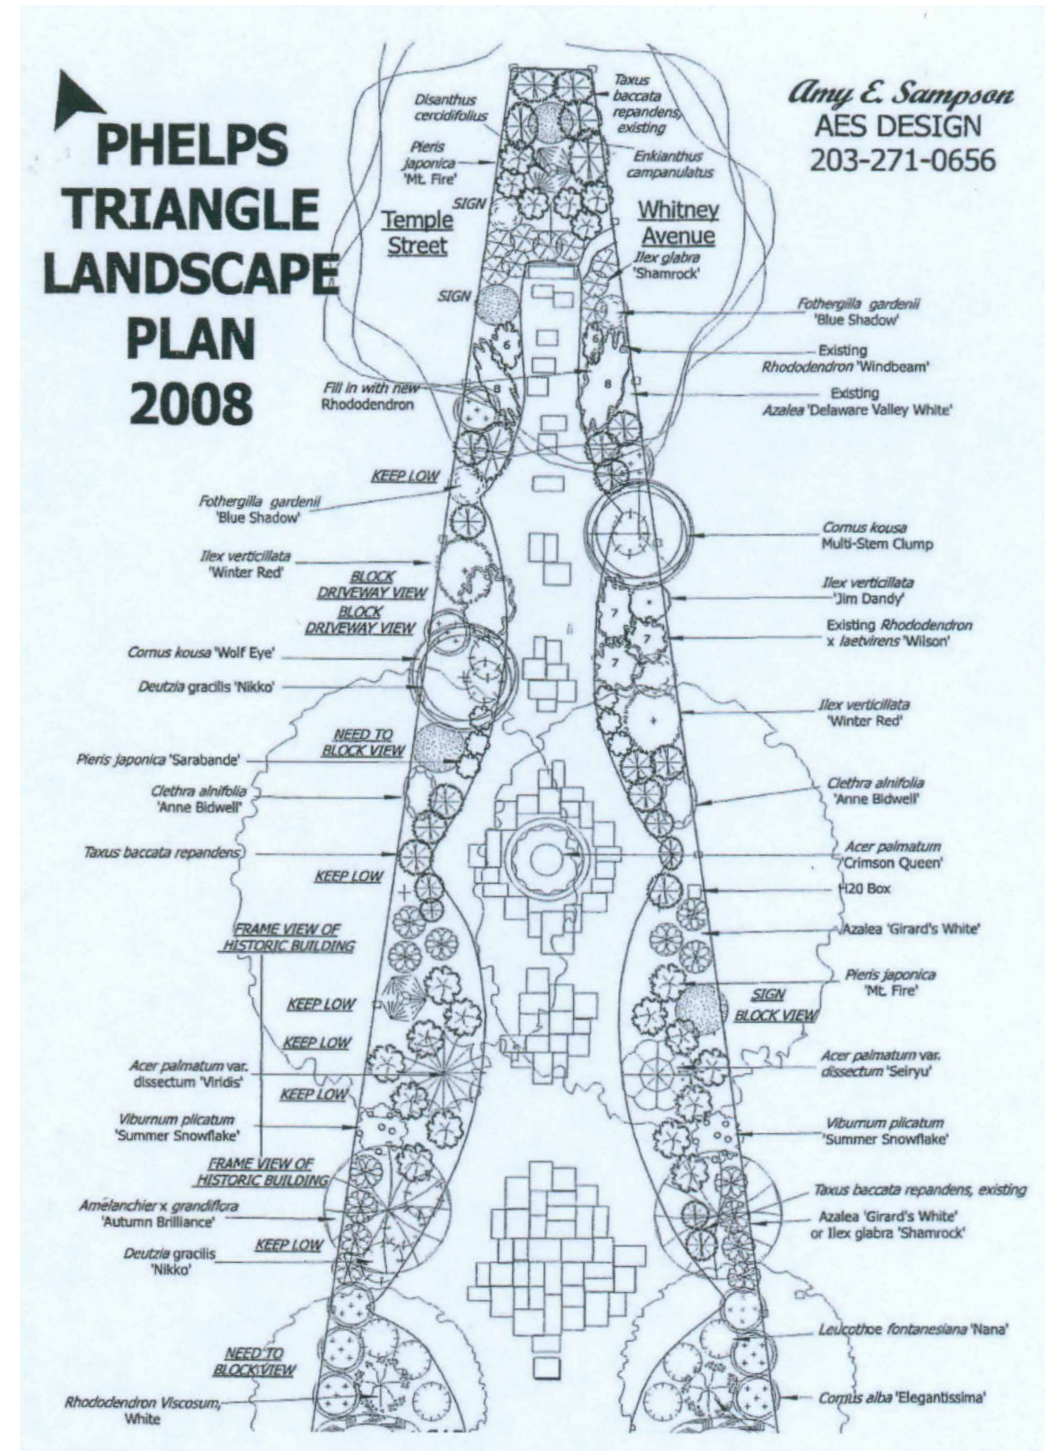 PHELPS
TRIANGLE
LANDSCAPE
PLAN
2008
Amy E. Sampson
AES DESIGN
203-271-0656
Disanthus
cercidifolius
Taxus
baccata
repandens,
existing
Pieris
japonica
'Mt. Fire'
Enkianthus
campanulatus
SIGN
Temple
Street
Whitney
Avenue
Ilex glabra
'Shamrock'
SIGN
Fothergilla gardenii
'Blue Shadow'
6
6
Existing
Rhododendron 'Windbeam'
8
8
Fill in with new
Rhododendron
Existing
Azalea 'Delaware Valley White'
KEEP LOW
Fothergilla gardenii
'Blue Shadow'
Cornus kousa
Multi-Stem Clump
Ilex verticillata
'Winter Red'
BLOCK
DRIVEWAY VIEW
Ilex verticillata
'Jim Dandy'
BLOCK
DRIVEWAY VIEW
7
7
7
Existing Rhododendron
x laetvirens 'Wilson'
Cornus kousa 'Wolf Eye'
Deutzia gracilis 'Nikko'
Ilex verticillata
'Winter Red'
NEED TO
BLOCK VIEW
Pieris japonica 'Sarabande'
Clethra alnifolia
'Anne Bidwell'
Clethra alnifolia
'Anne Bidwell'
Taxus baccata repandens
Acer palmatum
'Crimson Queen'
KEEP LOW
H20 Box
FRAME VIEW OF
HISTORIC BUILDING
Azalea 'Girard's White'
Pieris japonica
'Mt. Fire'
KEEP LOW
SIGN
BLOCK VIEW
KEEP LOW
Acer palmatum var.
dissectum 'Viridis'
Acer palmatum var.
dissectum 'Seiryu'
KEEP LOW
Viburnum plicatum
'Summer Snowflake'
Viburnum plicatum
'Summer Snowflake'
FRAME VIEW OF
HISTORIC BUILDING
Taxus baccata repandens, existing
Amelanchier x grandiflora
'Autumn Brilliance'
Azalea 'Girard's White'
or Ilex glabra 'Shamrock'
KEEP LOW
Deutzia gracilis
'Nikko'
Leucothoe fontanesiana 'Nana'
NEED TO
BLOCK VIEW
Rhododendron Viscosum,
White
Cornus alba 'Elegantissima'